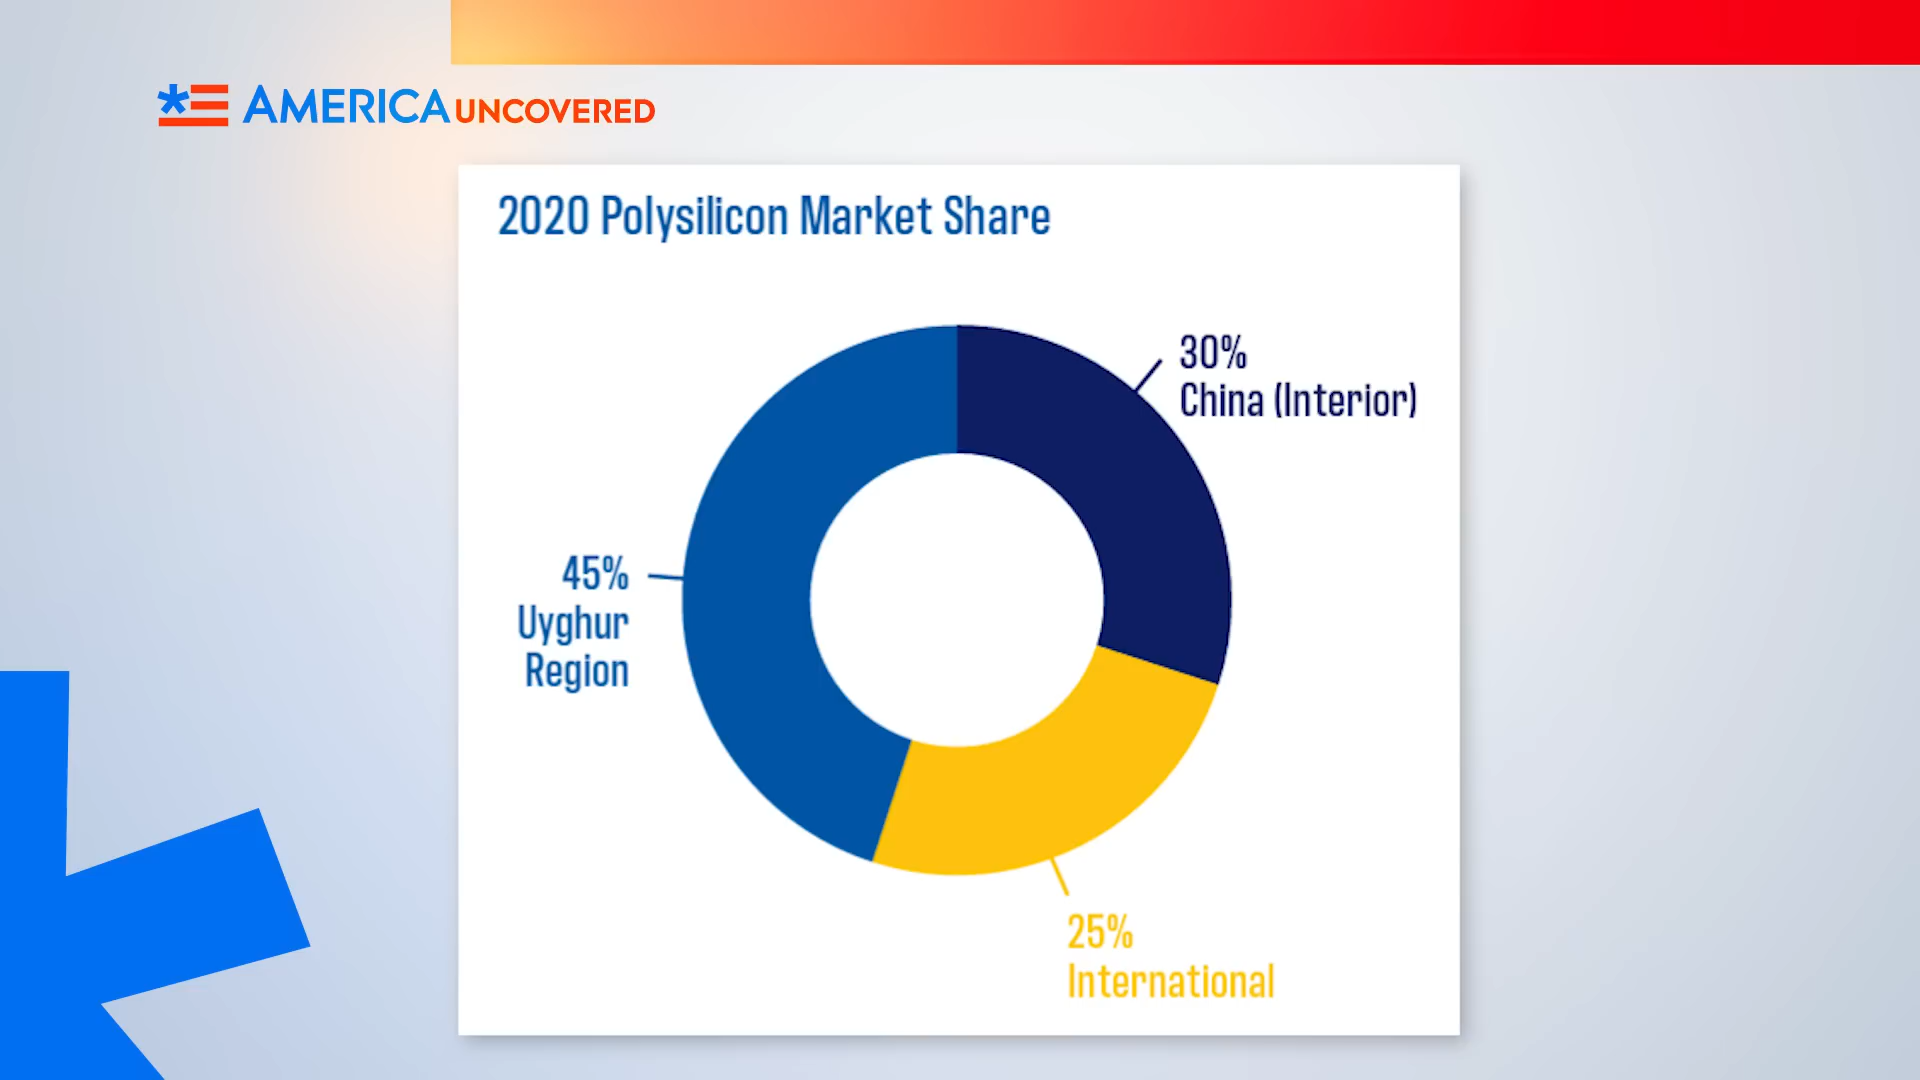 AMERICA UNCOVERED
2020 Polysilicon Market Share
30%
China (Interior)
45%
Uyghur
Region
25%
International